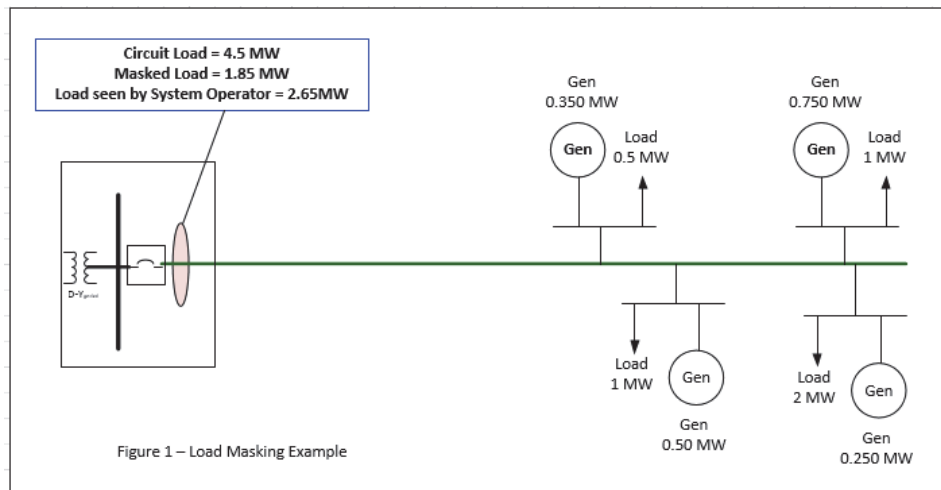 Circuit Load = 4.5 MW
Masked Load = 1.85 MW
Load seen by System Operator = 2.65MW
Gen
0.350 MW
Gen
0.750 MW
Gen
Load
0.5 MW
Gen
Load
1 MW
Load
1 MW
Gen
Gen
0.50 MW
Load
2 MW
Gen
Gen
0.250 MW
Figure 1 – Load Masking Example